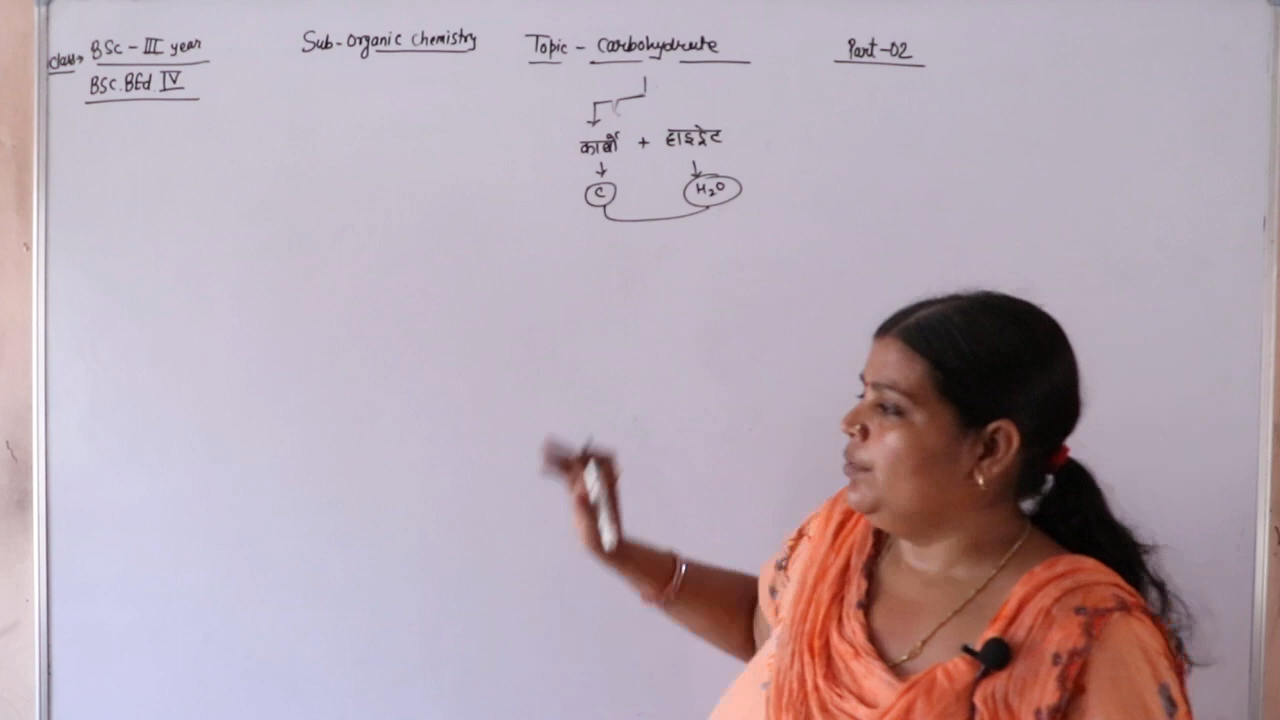 Class→ BSc - III year Sub- Organic Chemistry Topic - Carbohydrate Part-02
BSc.BEd. IV
कार्बो + हाइड्रेट
C H₂O